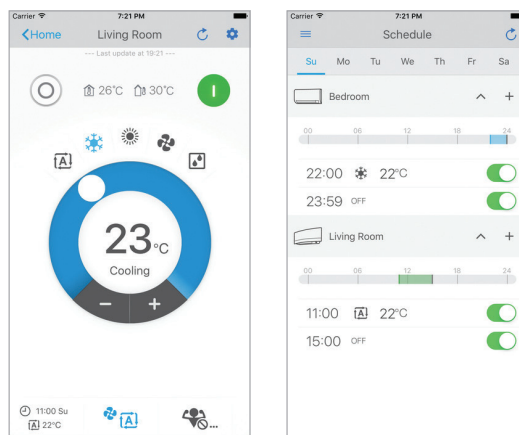 Carrier 7:21 PM
Home Living Room
--- Last update at 19:21 ---
26°C 30°C
A
23°C
Cooling
− +
11:00 Su
A 22°C
A
...
Carrier 7:21 PM
Schedule
Su Mo Tu We Th Fr Sa
Bedroom +
00 06 12 18 24
22:00 22°C
23:59 OFF
Living Room +
00 06 12 18 24
11:00 A 22°C
15:00 OFF